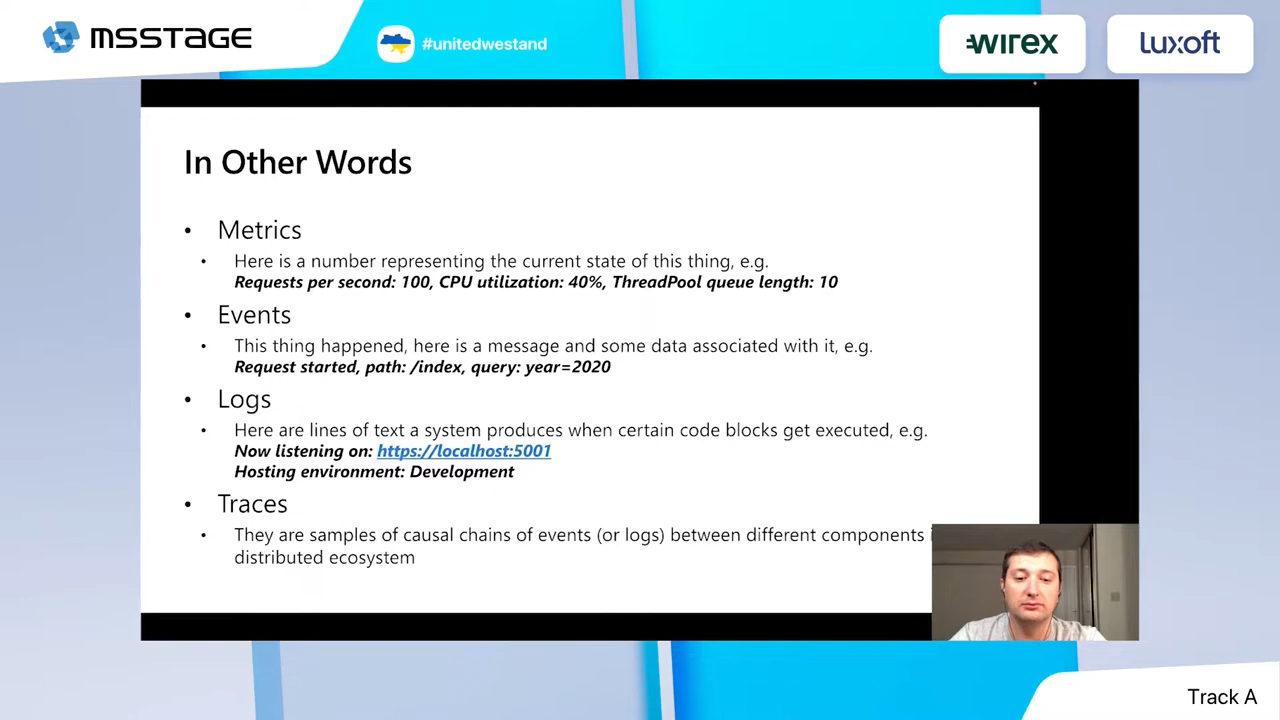 MSSTAGE
#unitedwestand
wirex
luxoft
In Other Words
• Metrics
• Here is a number representing the current state of this thing, e.g.
Requests per second: 100, CPU utilization: 40%, ThreadPool queue length: 10
• Events
• This thing happened, here is a message and some data associated with it, e.g.
Request started, path: /index, query: year=2020
• Logs
• Here are lines of text a system produces when certain code blocks get executed, e.g.
Now listening on: https://localhost:5001
Hosting environment: Development
• Traces
• They are samples of causal chains of events (or logs) between different components
distributed ecosystem
Track A